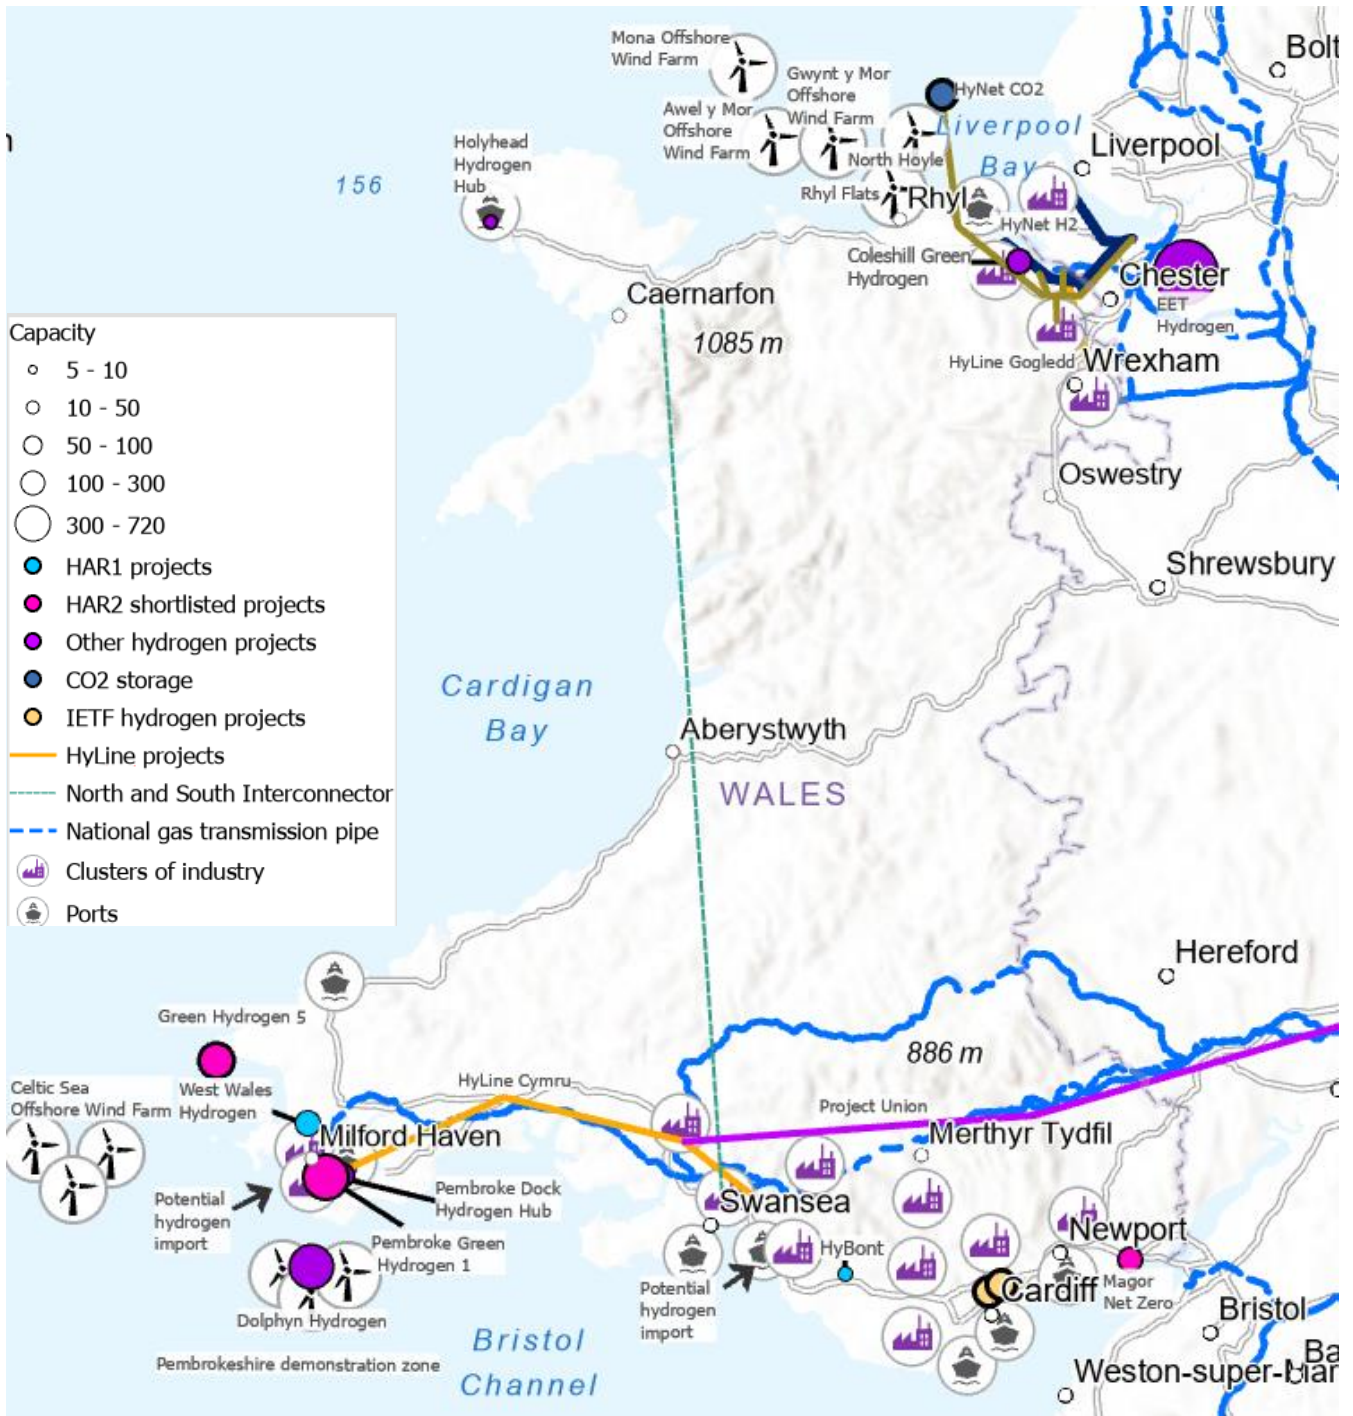 Mona Offshore
Wind Farm
Gwynt y Mor
Offshore
Wind Farm
Awel y Mor
Offshore
Wind Farm
HyNet CO2
Liverpool
Bay
Bolt
Liverpool
Holyhead
Hydrogen
Hub
156
North Hoyle
Rhyl Flats
Rhyl
HyNet H2
Coleshill Green
Hydrogen
Chester
EET
Hydrogen
Caernarfon
1085 m
HyLine Gogledd
Wrexham
Oswestry
Shrewsbury
Capacity
5 - 10
10 - 50
50 - 100
100 - 300
300 - 720
HAR1 projects
HAR2 shortlisted projects
Other hydrogen projects
CO2 storage
IETF hydrogen projects
HyLine projects
North and South Interconnector
National gas transmission pipe
Clusters of industry
Ports
Cardigan
Bay
Aberystwyth
WALES
Hereford
Green Hydrogen 5
886 m
Celtic Sea
Offshore Wind Farm
West Wales
Hydrogen
HyLine Cymru
Project Union
Milford Haven
Merthyr Tydfil
Potential
hydrogen
import
Pembroke Dock
Hydrogen Hub
Pembroke Green
Hydrogen 1
Swansea
HyBont
Newport
Potential
hydrogen
import
Cardiff
Magor
Net Zero
Dolphyn Hydrogen
Pembrokeshire demonstration zone
Bristol
Channel
Bristol
Ba
Weston-super-Mar